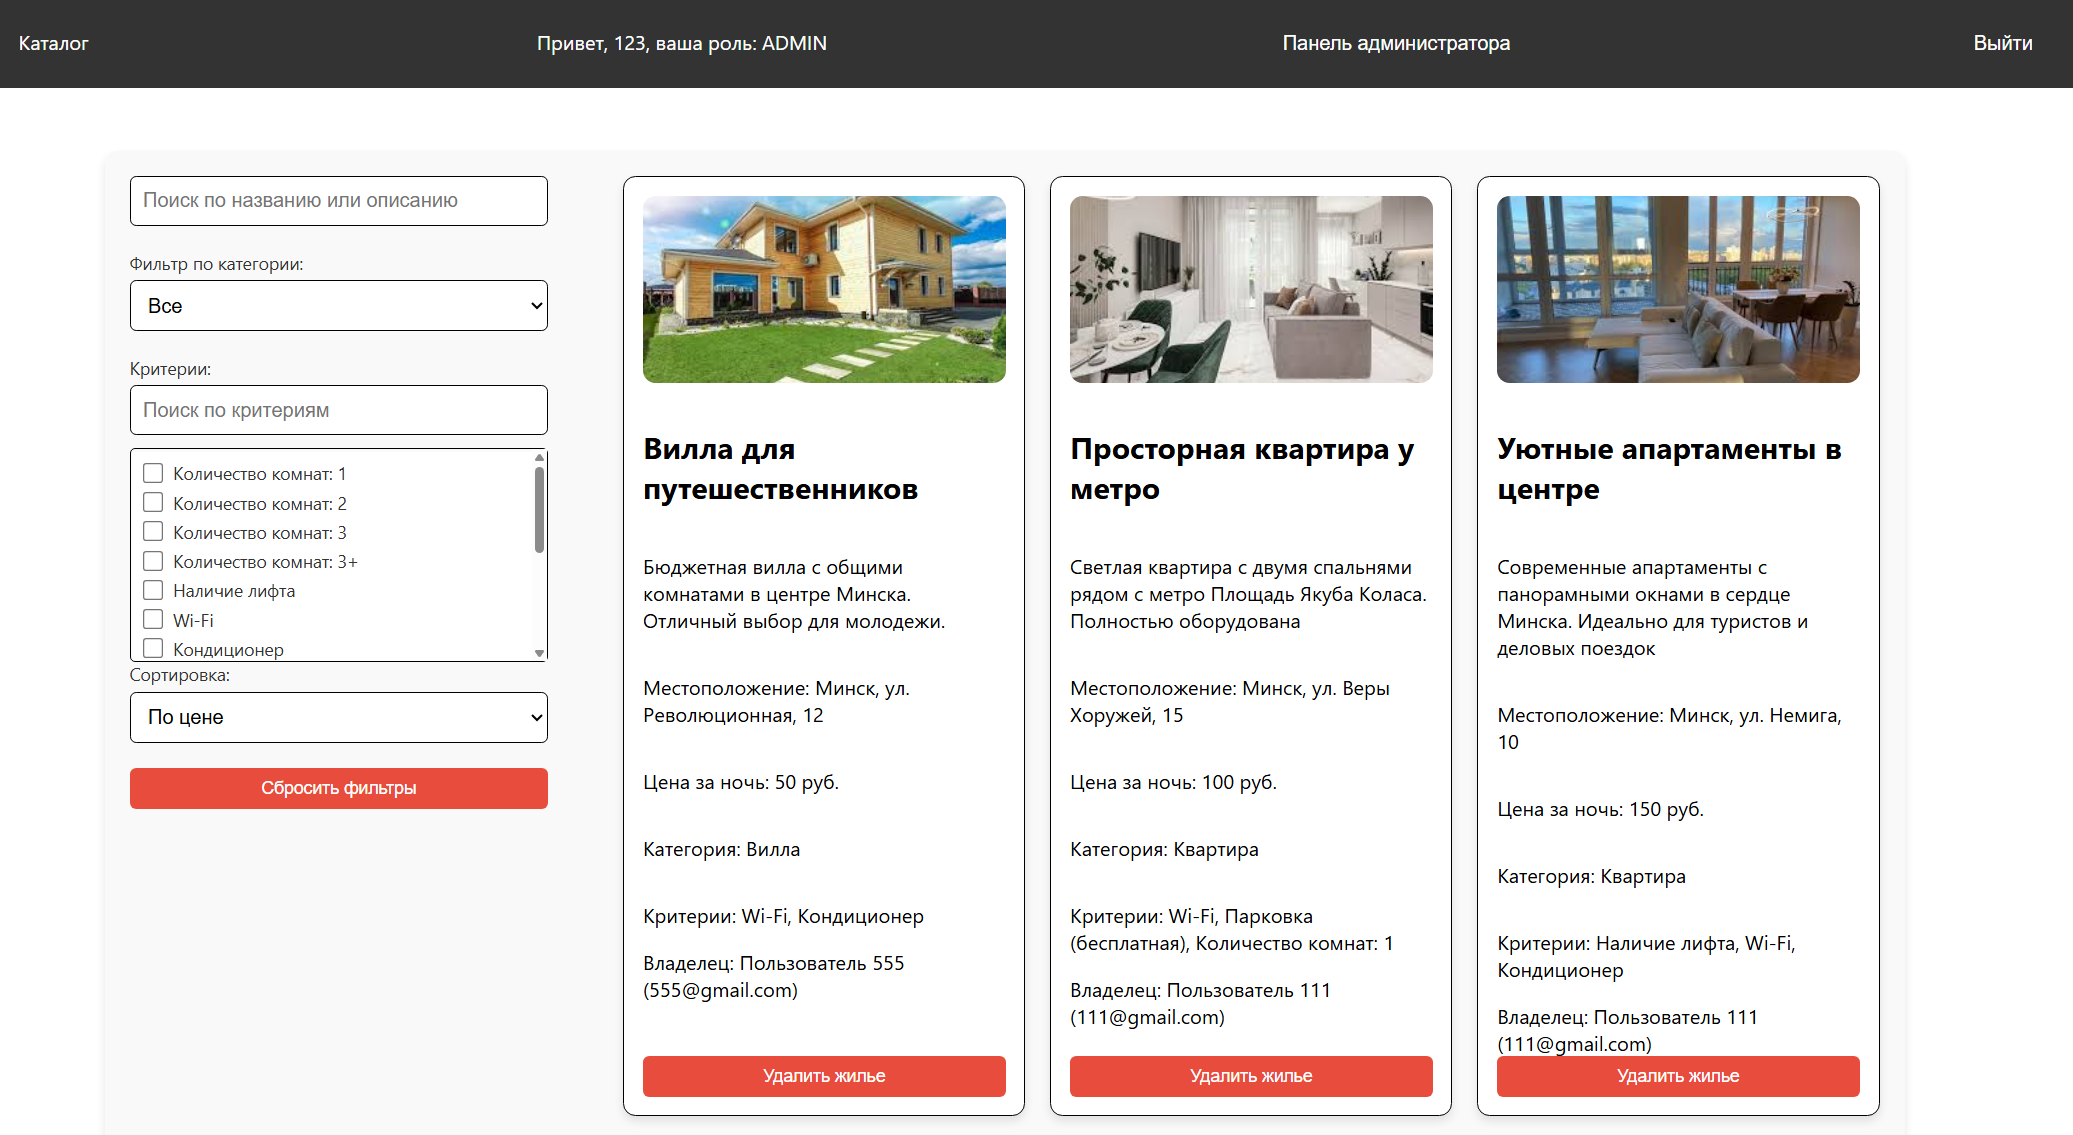 Каталог
Привет, 123, ваша роль: ADMIN
Панель администратора
Выйти
Поиск по названию или описанию
Фильтр по категории:
Все
Критерии:
Поиск по критериям
Количество комнат: 1
Количество комнат: 2
Количество комнат: 3
Количество комнат: 3+
Наличие лифта
Wi-Fi
Кондиционер
Сортировка:
По цене
Сбросить фильтры
Вилла для
путешественников
Бюджетная вилла с общими
комнатами в центре Минска.
Отличный выбор для молодежи.
Местоположение: Минск, ул.
Революционная, 12
Цена за ночь: 50 руб.
Категория: Вилла
Критерии: Wi-Fi, Кондиционер
Владелец: Пользователь 555
(555@gmail.com)
Удалить жилье
Просторная квартира у
метро
Светлая квартира с двумя спальнями
рядом с метро Площадь Якуба Коласа.
Полностью оборудована
Местоположение: Минск, ул. Веры
Хоружей, 15
Цена за ночь: 100 руб.
Категория: Квартира
Критерии: Wi-Fi, Парковка
(бесплатная), Количество комнат: 1
Владелец: Пользователь 111
(111@gmail.com)
Удалить жилье
Уютные апартаменты в
центре
Современные апартаменты с
панорамными окнами в сердце
Минска. Идеально для туристов и
деловых поездок
Местоположение: Минск, ул. Немига,
10
Цена за ночь: 150 руб.
Категория: Квартира
Критерии: Наличие лифта, Wi-Fi,
Кондиционер
Владелец: Пользователь 111
(111@gmail.com)
Удалить жилье